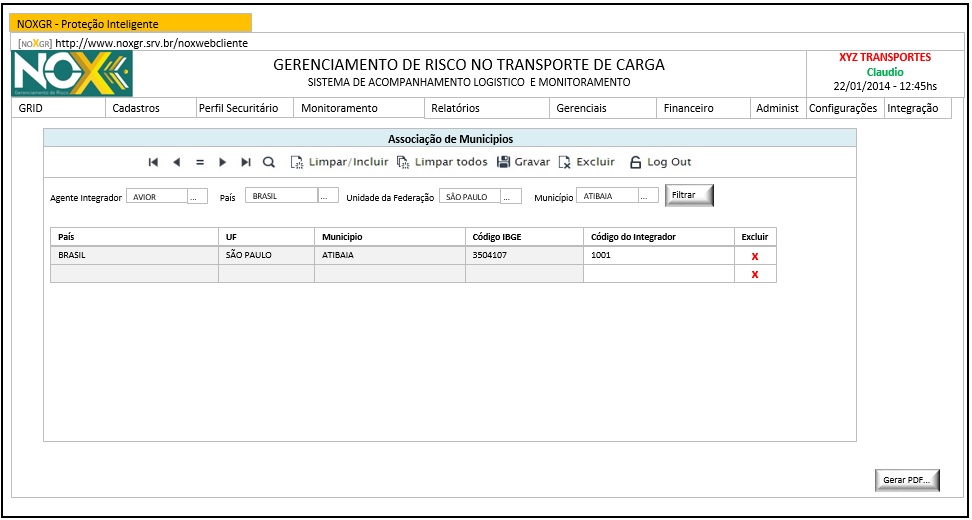 NOXGR - Proteção Inteligente
[NOXGR] http://www.noxgr.srv.br/noxwebcliente
NOX
Gerenciamento de Risco
GERENCIAMENTO DE RISCO NO TRANSPORTE DE CARGA
SISTEMA DE ACOMPANHAMENTO LOGISTICO E MONITORAMENTO
XYZ TRANSPORTES
Claudio
22/01/2014 - 12:45hs
GRID Cadastros Perfil Securitário Monitoramento Relatórios Gerenciais Financeiro Administ Configurações Integração
Associação de Municipios
= Limpar/Incluir Limpar todos Gravar Excluir Log Out
Agente Integrador AVIOR ... País BRASIL ... Unidade da Federação SÃO PAULO ... Município ATIBAIA ... Filtrar
País UF Municipio Código IBGE Código do Integrador Excluir
BRASIL SÃO PAULO ATIBAIA 3504107 1001 X
X
Gerar PDF...